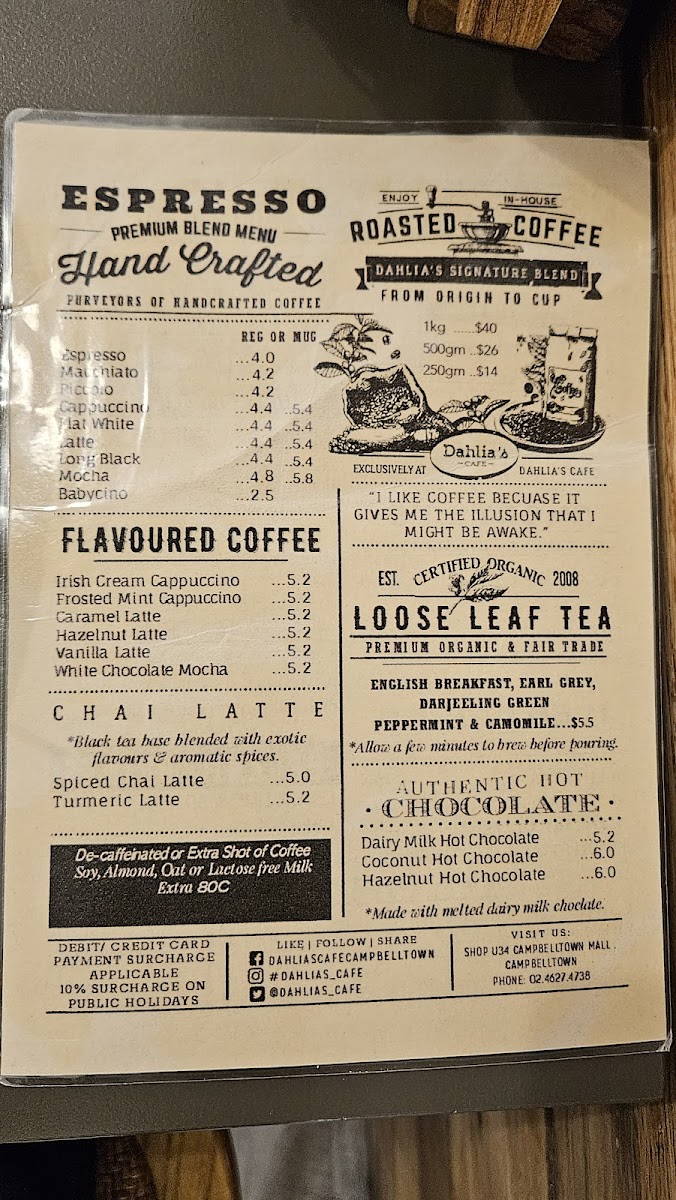 ESPRESSO
PREMIUM BLEND MENU
Hand Crafted
PURVEYORS OF HANDCRAFTED COFFEE
REG OR MUG
Espresso ...4.0
Macchiato ...4.2
Piccolo ...4.2
Cappuccino ...4.4 ..5.4
Flat White ...4.4 ..5.4
Latte ...4.4 ..5.4
Long Black ...4.4 ..5.4
Mocha ...4.8 ..5.8
Babycino ...2.5
FLAVOURED COFFEE
Irish Cream Cappuccino ...5.2
Frosted Mint Cappuccino ...5.2
Caramel Latte ...5.2
Hazelnut Latte ...5.2
Vanilla Latte ...5.2
White Chocolate Mocha ...5.2
CHAI LATTE
*Black tea base blended with exotic
flavours & aromatic spices.
Spiced Chai Latte ...5.0
Turmeric Latte ...5.2
De-caffeinated or Extra Shot of Coffee
Soy, Almond, Oat or Lactose free Milk
Extra 80C
ENJOY IN-HOUSE
ROASTED COFFEE
DAHLIA'S SIGNATURE BLEND
FROM ORIGIN TO CUP
1kg ......$40
500gm ..$26
250gm ..$14
Coffee
Dahlia's
~CAFE~
EXCLUSIVELY AT DAHLIA'S CAFE
"I LIKE COFFEE BECUASE IT
GIVES ME THE ILLUSION THAT I
MIGHT BE AWAKE."
EST. CERTIFIED ORGANIC 2008
LOOSE LEAF TEA
PREMIUM ORGANIC & FAIR TRADE
ENGLISH BREAKFAST, EARL GREY,
DARJEELING GREEN
PEPPERMINT & CAMOMILE...$5.5
*Allow a few minutes to brew before pouring.
AUTHENTIC HOT
· CHOCOLATE ·
Dairy Milk Hot Chocolate ...5.2
Coconut Hot Chocolate ...6.0
Hazelnut Hot Chocolate ...6.0
*Made with melted dairy milk choclate.
DEBIT/ CREDIT CARD
PAYMENT SURCHARGE
APPLICABLE
10% SURCHARGE ON
PUBLIC HOLIDAYS
LIKE | FOLLOW | SHARE
DAHLIASCAFECAMPBELLTOWN
# DAHLIAS_CAFE
@DAHLIAS_CAFE
VISIT US:
SHOP U34 CAMPBELLTOWN MALL,
CAMPBELLTOWN
PHONE: 02.4627.4738